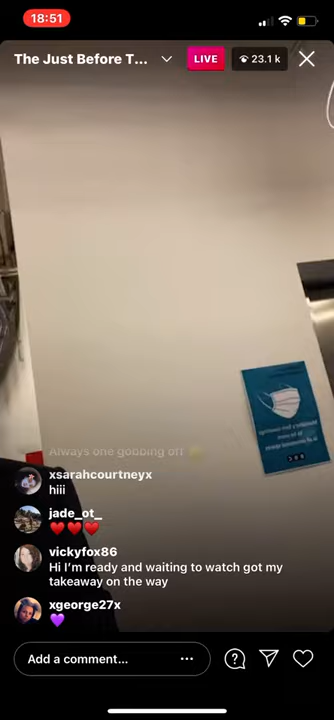 18:51
The Just Before T...
LIVE
23.1 k
Always one gobbing off
xsarahcourtneyx
hiii
jade_ot_
vickyfox86
Hi I'm ready and waiting to watch got my
takeaway on the way
xgeorge27x
Add a comment...